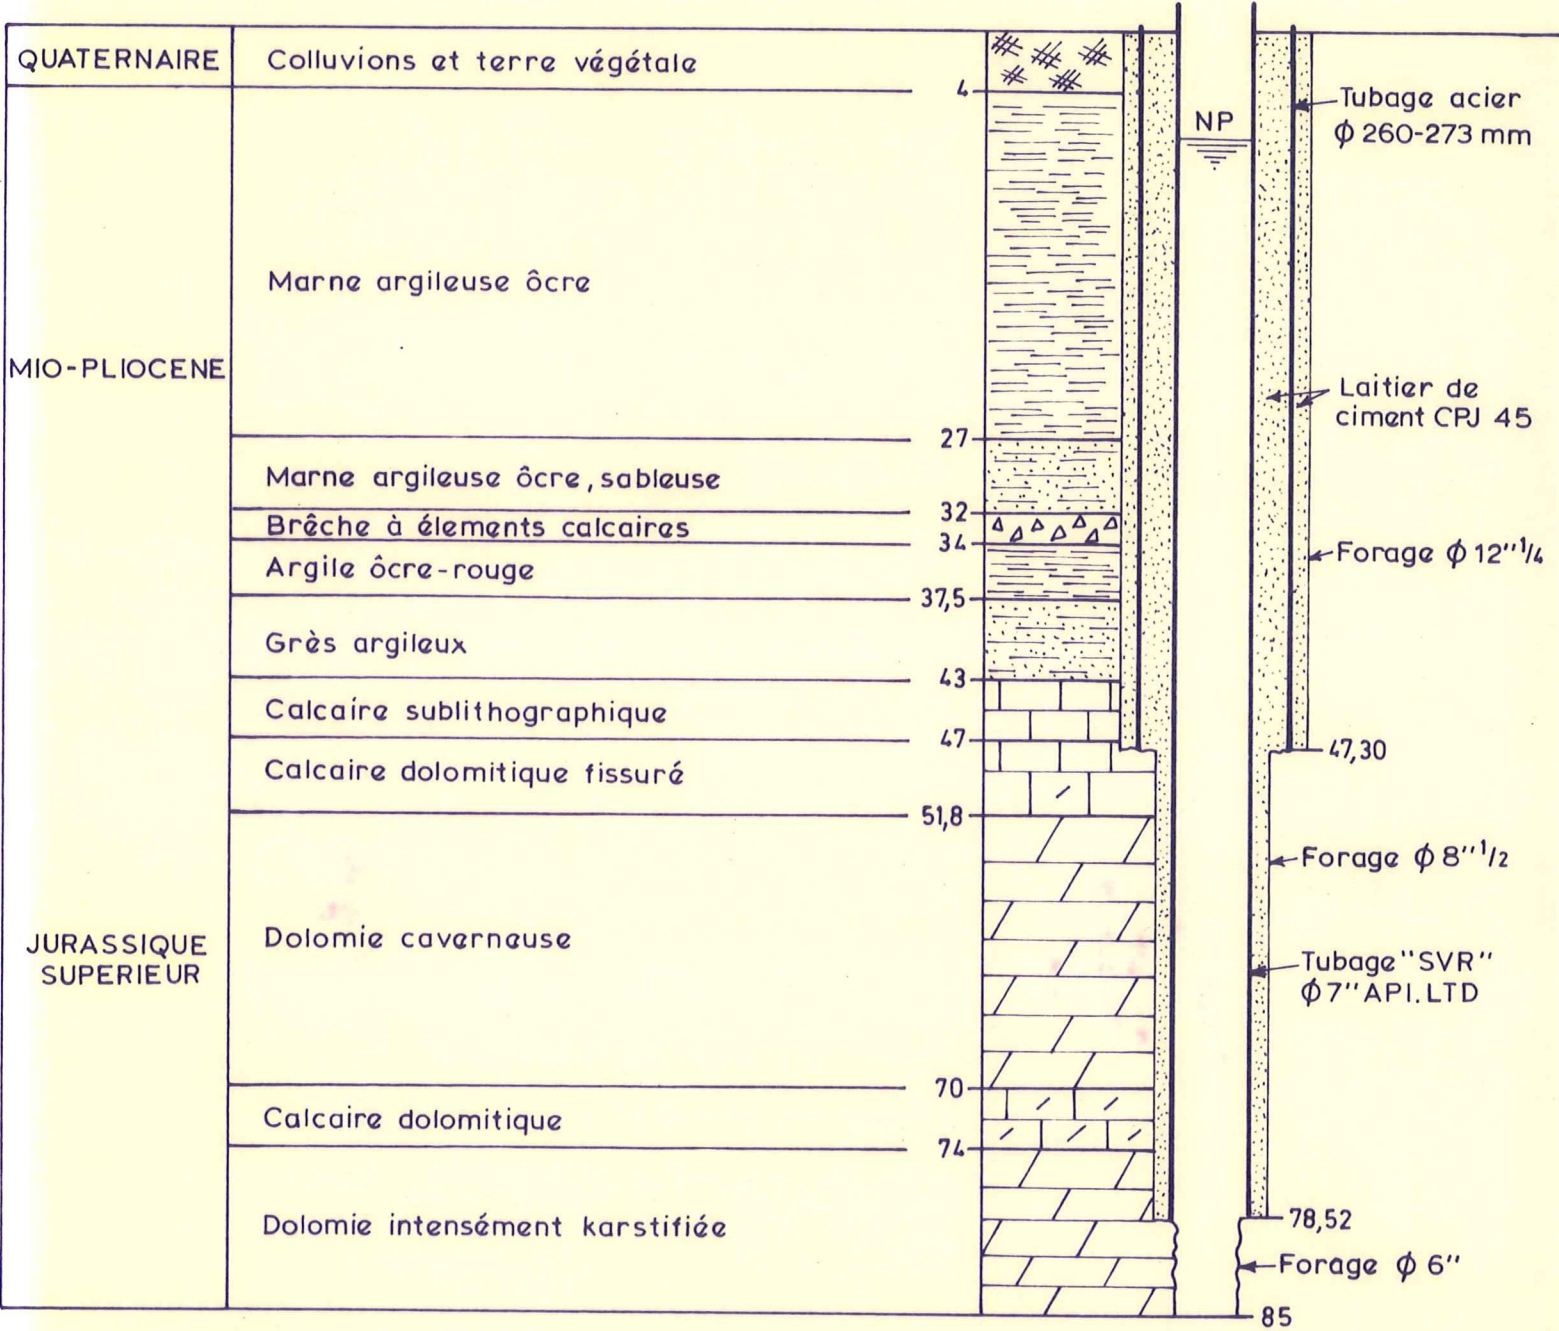 QUATERNAIRE
Colluvions et terre végétale
4
MIO-PLIOCENE
Marne argileuse ôcre
27
Marne argileuse ôcre, sableuse
32
Brêche à élements calcaires
34
Argile ôcre-rouge
37,5
Grès argileux
43
JURASSIQUE
SUPERIEUR
Calcaire sublithographique
47
Calcaire dolomitique fissuré
51,8
Dolomie caverneuse
70
Calcaire dolomitique
74
Dolomie intensément karstifiée
NP
Tubage acier
ϕ 260-273 mm
Laitier de
ciment CPJ 45
Forage ϕ 12" 1/4
47,30
Forage ϕ 8" 1/2
Tubage "SVR"
ϕ 7" API. LTD
78,52
Forage ϕ 6"
85